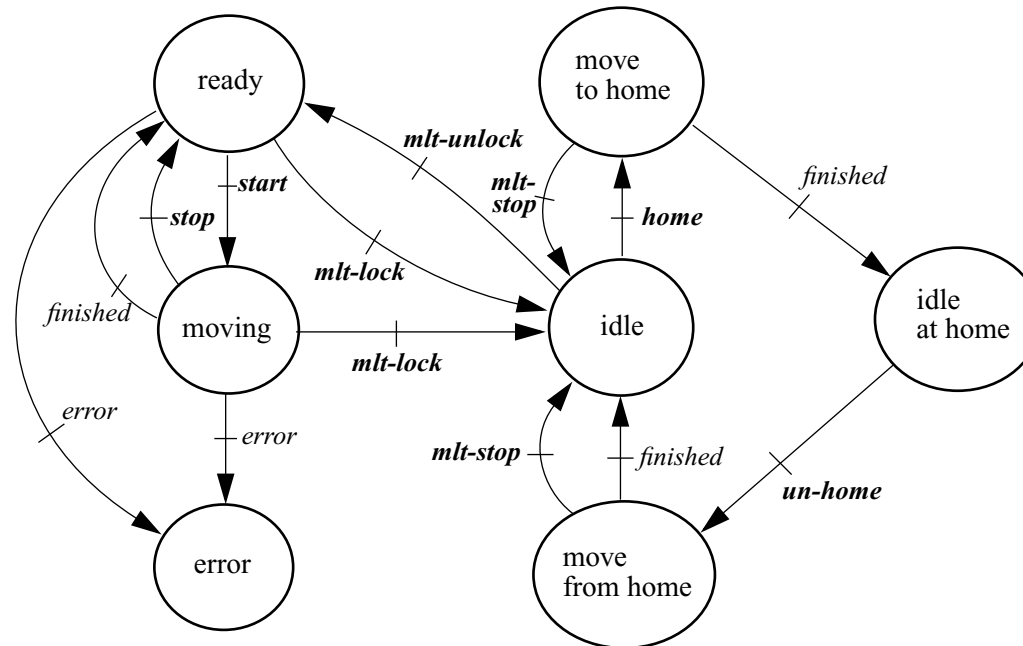 ready
move
to home
mlt-unlock
start
mlt-
stop
finished
stop
home
mlt-lock
finished
moving
idle
idle
at home
mlt-lock
error
error
mlt-stop
finished
un-home
error
move
from home